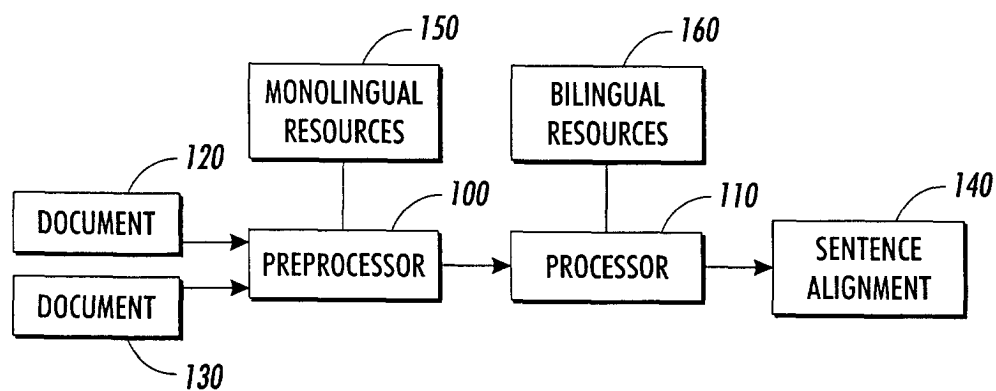 150
160
MONOLINGUAL
RESOURCES
BILINGUAL
RESOURCES
120
100
110
140
DOCUMENT
PREPROCESSOR
PROCESSOR
SENTENCE
ALIGNMENT
DOCUMENT
130